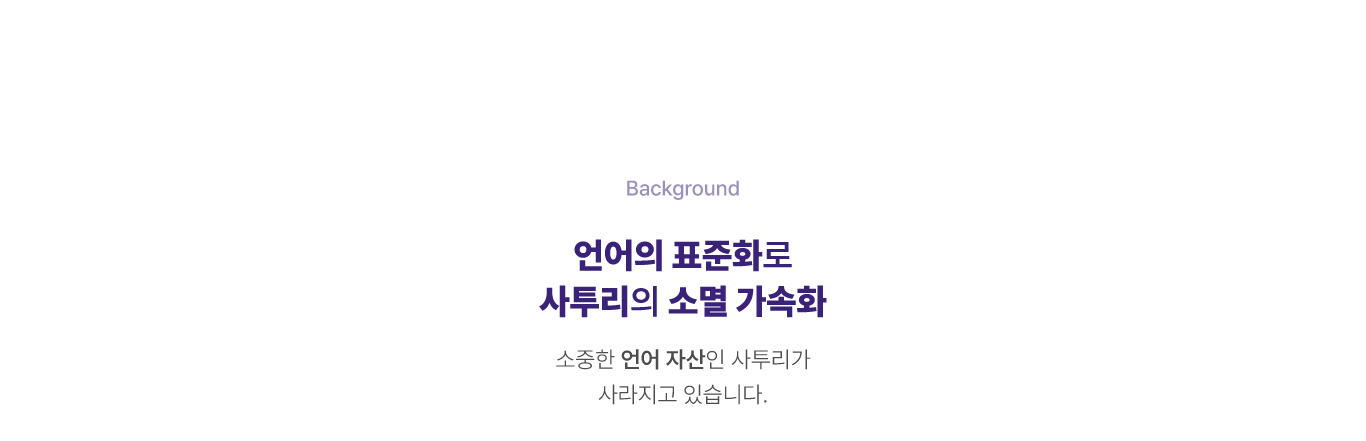 Background
언어의 표준화로
사투리의 소멸 가속화
소중한 언어 자산인 사투리가
사라지고 있습니다.